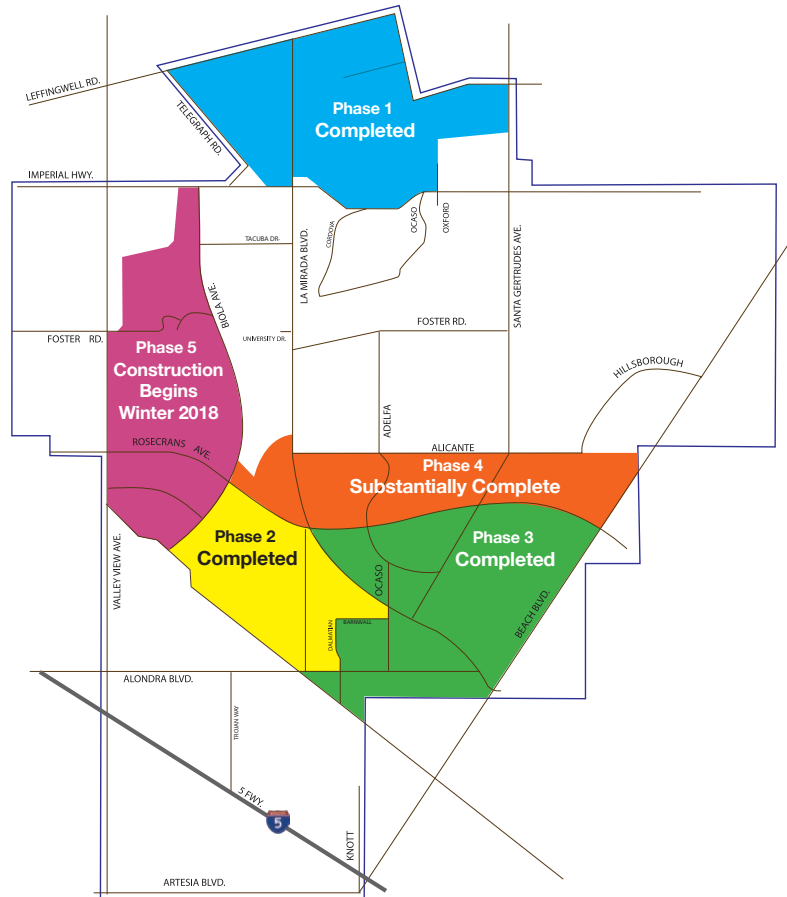 LEFFINGWELL RD.
TELEGRAPH RD.
Phase 1
Completed
IMPERIAL HWY.
TACUBA DR.
CORDOVA
OCASO
OXFORD
LA MIRADA BLVD.
SANTA GERTRUDES AVE.
BIOLA AVE.
FOSTER RD.
UNIVERSITY DR.
FOSTER RD.
Phase 5
Construction
Begins
Winter 2018
HILLSBOROUGH
ADELFA
ROSECRANS AVE.
ALICANTE
Phase 4
Substantially Complete
Phase 2
Completed
Phase 3
Completed
VALLEY VIEW AVE.
OCASO
BEACH BLVD.
DALMATIAN
BARNWALL
ALONDRA BLVD.
TROJAN WAY
5 FWY.
5
KNOTT
ARTESIA BLVD.